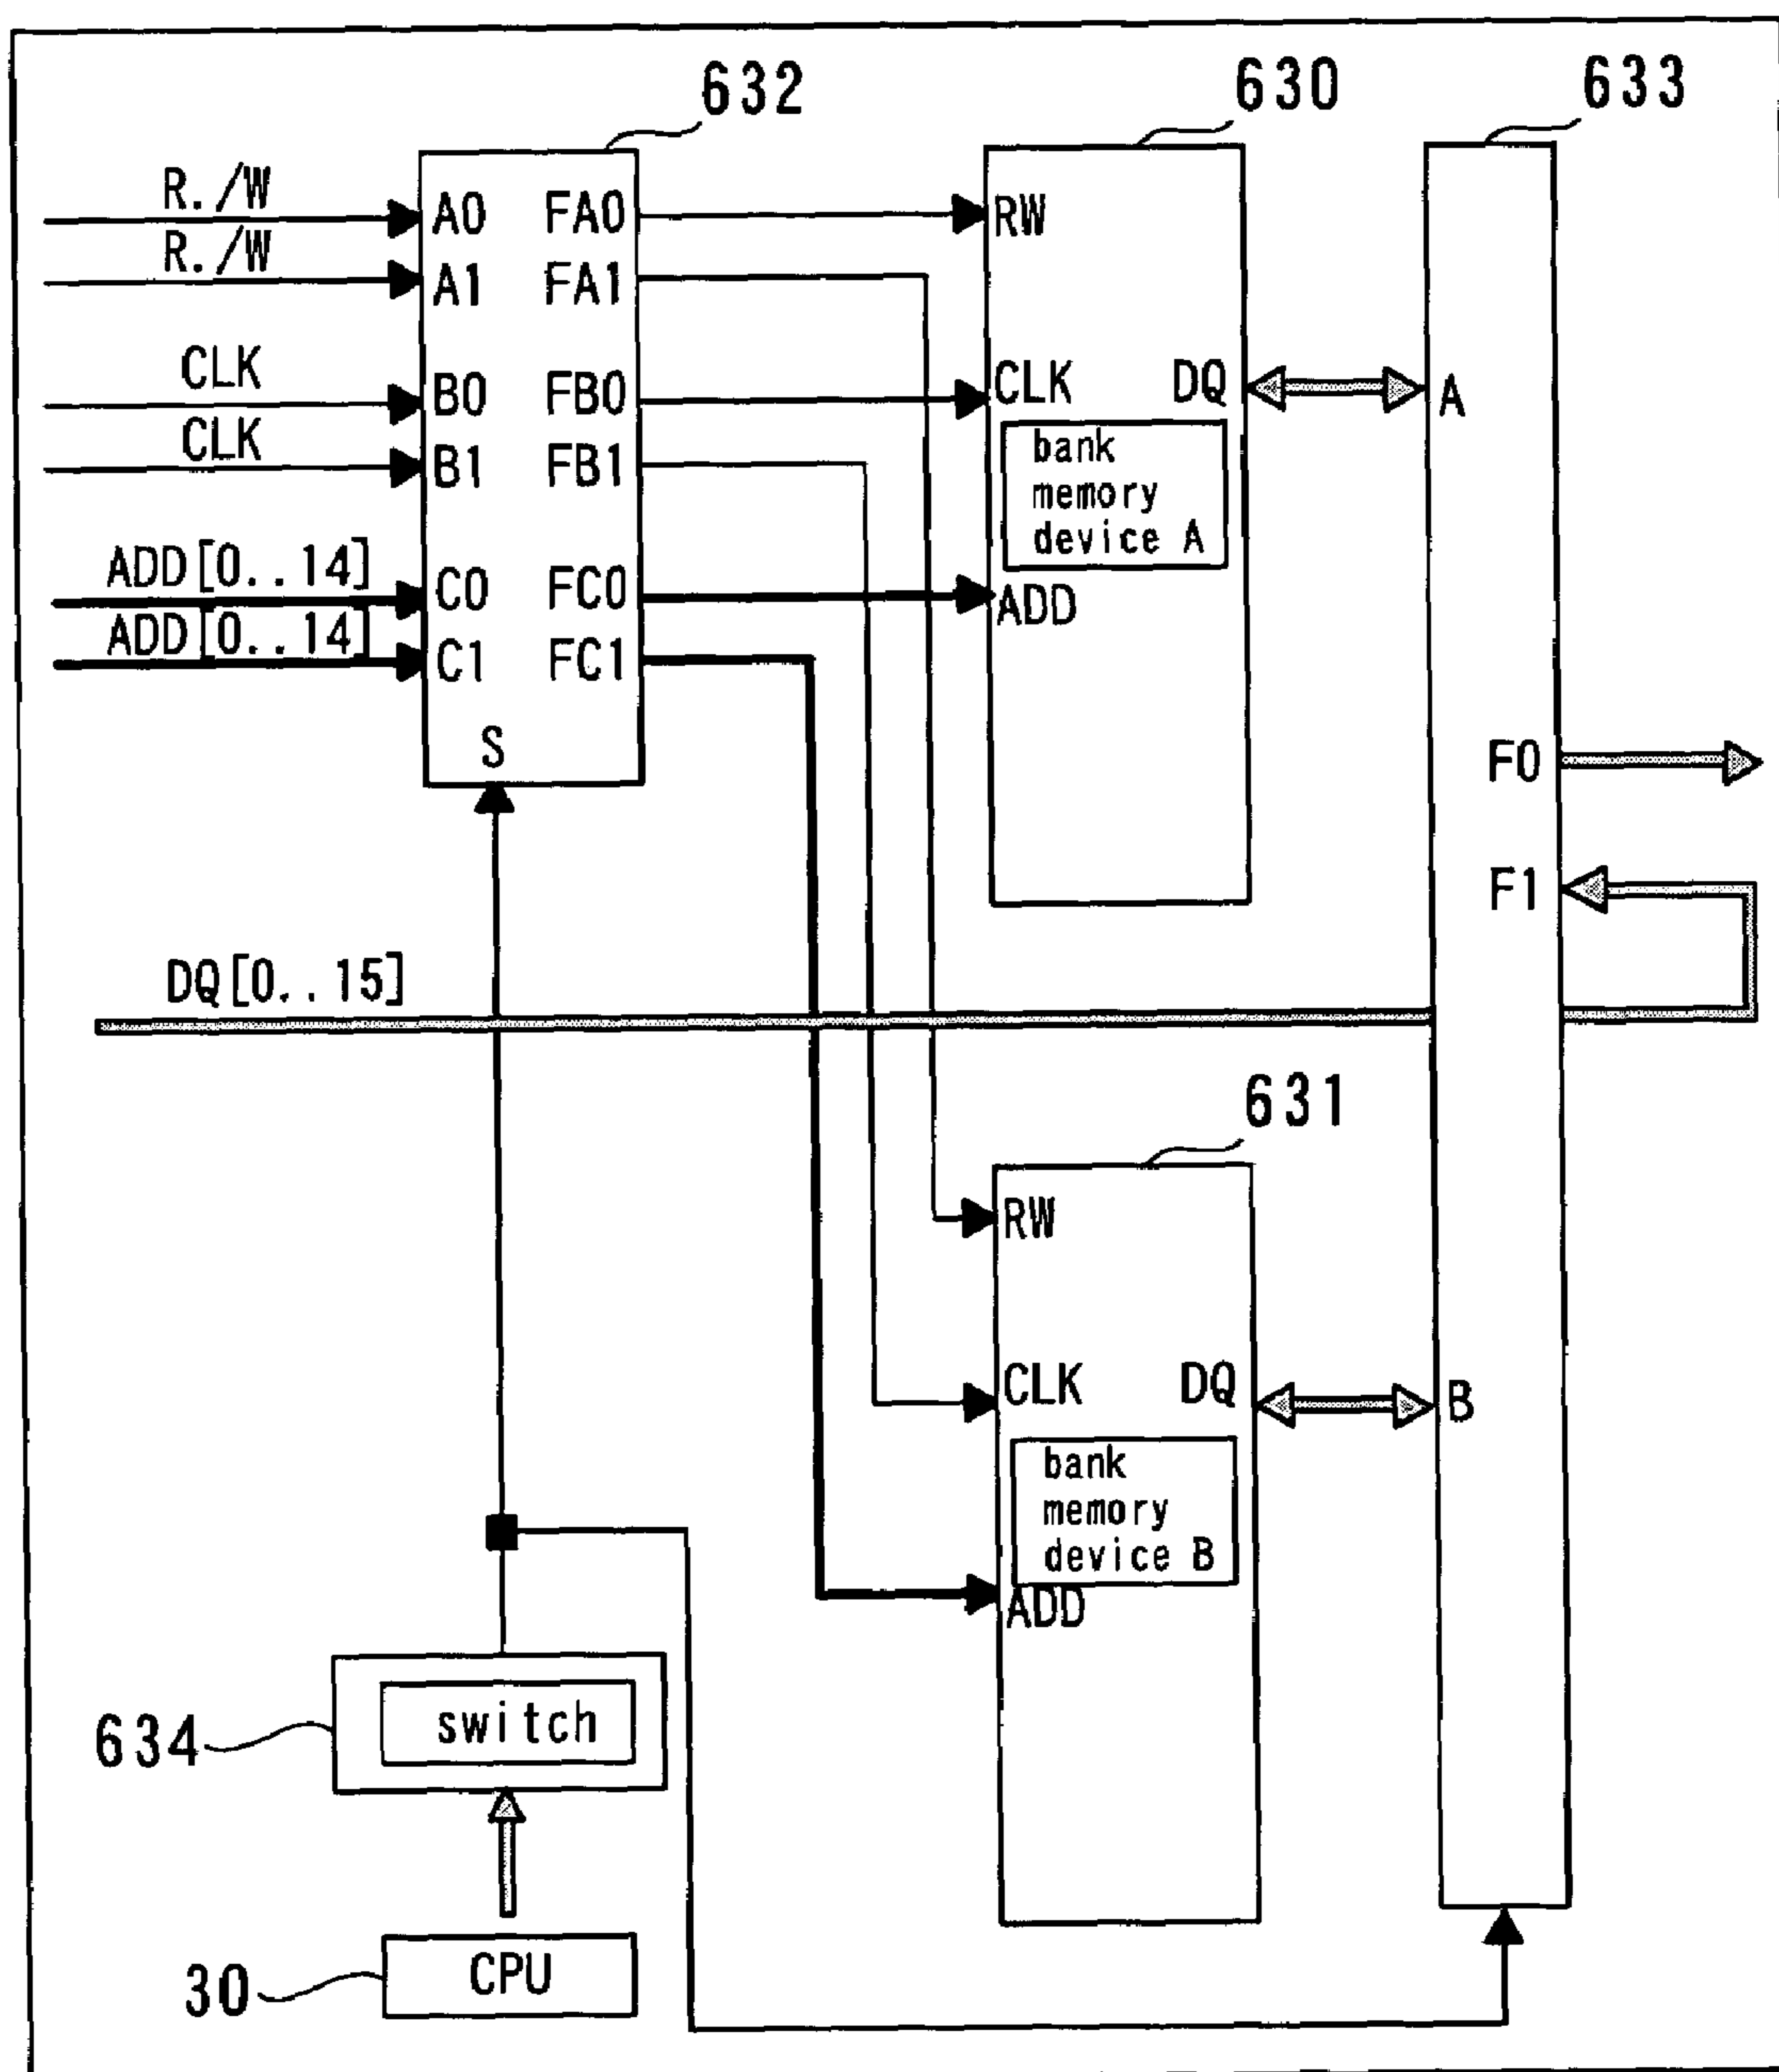 632
630
633
R./W
A0
FA0
RW
R./W
A1
FA1
CLK
B0
FB0
CLK
DQ
A
CLK
B1
FB1
bank
memory
device A
ADD[0..14]
C0
FC0
ADD
ADD[0..14]
C1
FC1
S
F0
F1
DQ[0..15]
631
RW
CLK
DQ
B
bank
memory
device B
ADD
634
switch
30
CPU